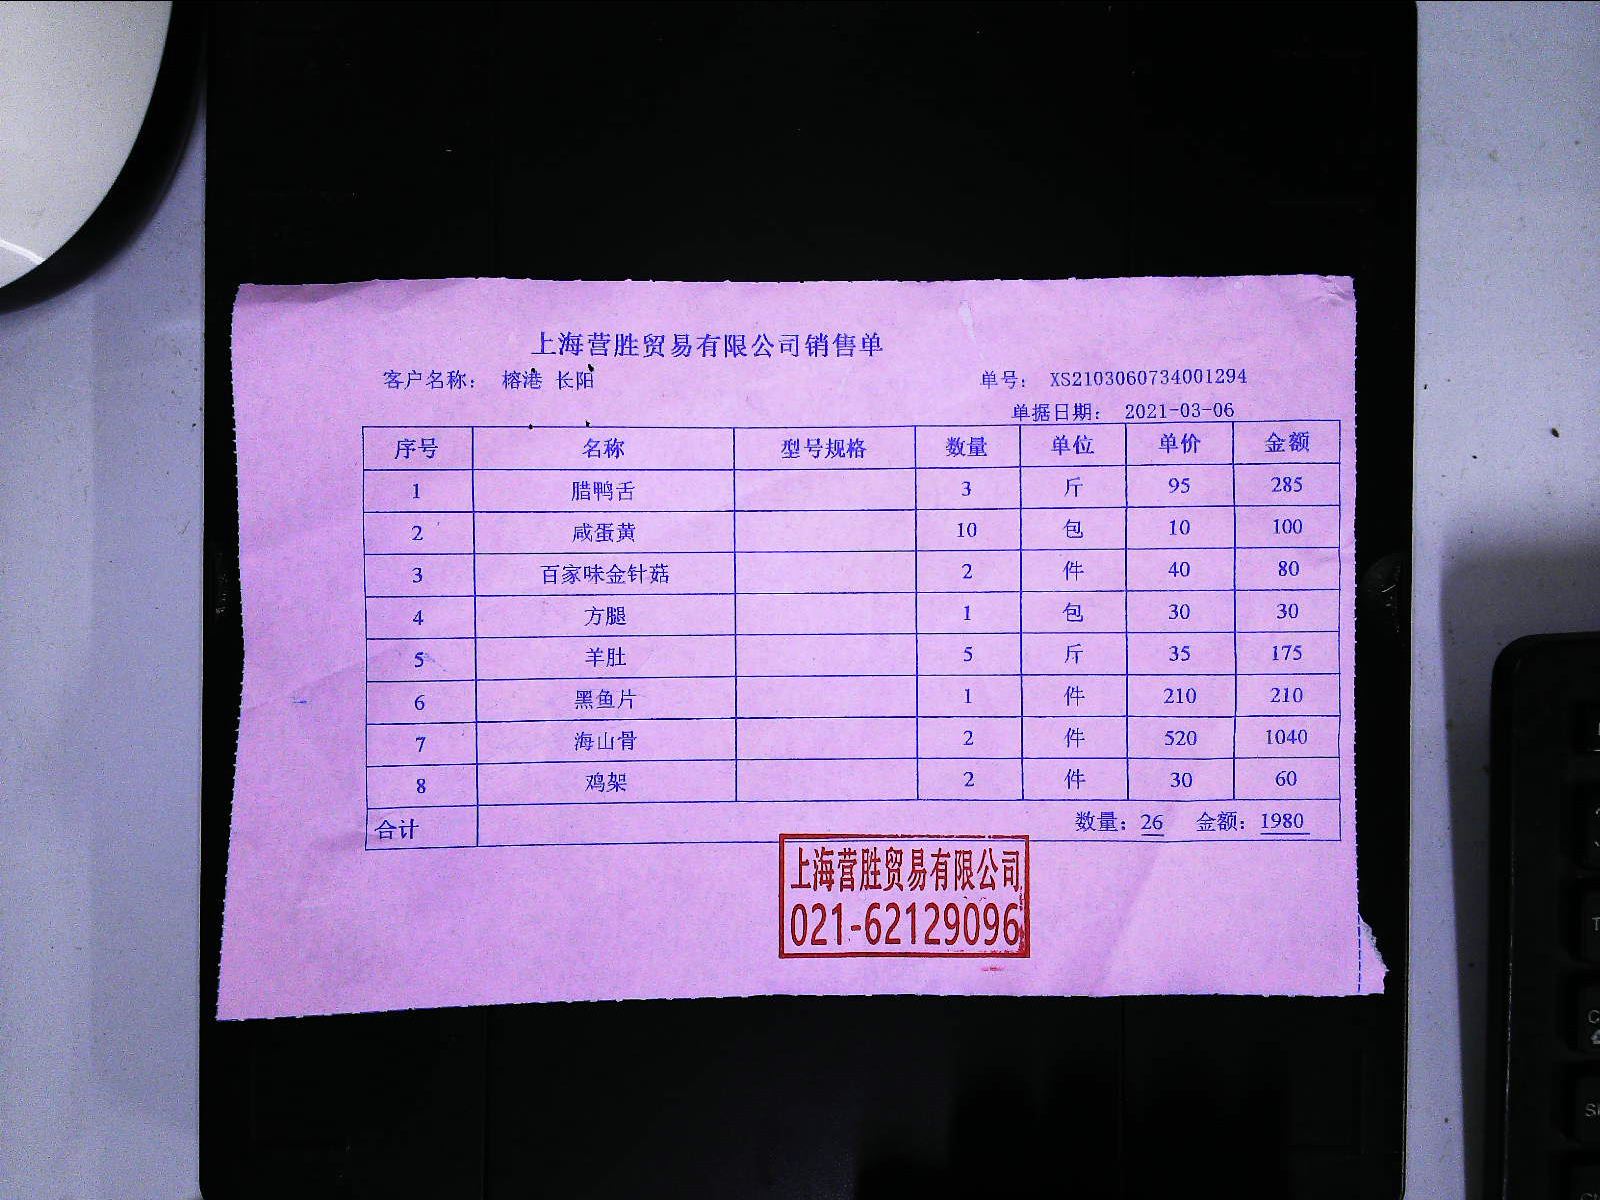 上海营胜贸易有限公司销售单
客户名称： 榕港 长阳 单号： XS2103060734001294
单据日期： 2021-03-06
序号 名称 型号规格 数量 单位 单价 金额
1 腊鸭舌 3 斤 95 285
2 咸蛋黄 10 包 10 100
3 百家味金针菇 2 件 40 80
4 方腿 1 包 30 30
5 羊肚 5 斤 35 175
6 黑鱼片 1 件 210 210
7 海山骨 2 件 520 1040
8 鸡架 2 件 30 60
合计 数量：26 金额：1980
上海营胜贸易有限公司
021-62129096